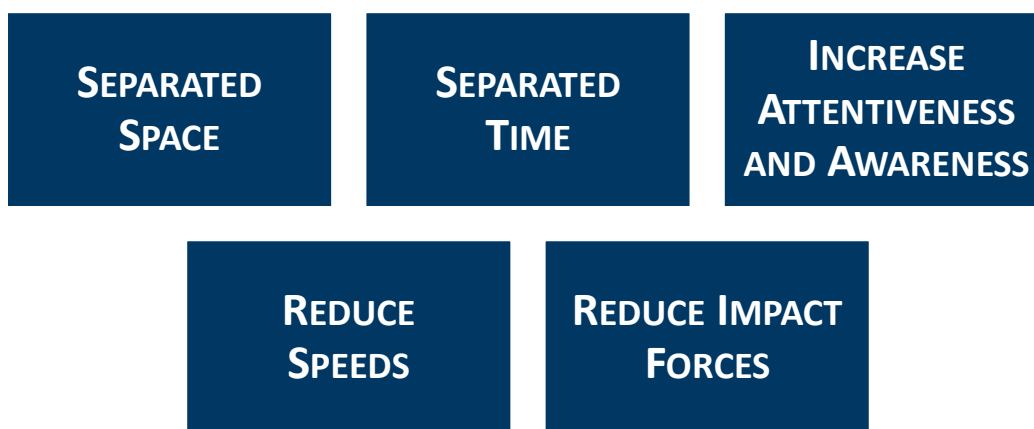 SEPARATED
SPACE
SEPARATED
TIME
INCREASE
ATTENTIVENESS
AND AWARENESS
REDUCE
SPEEDS
REDUCE IMPACT
FORCES